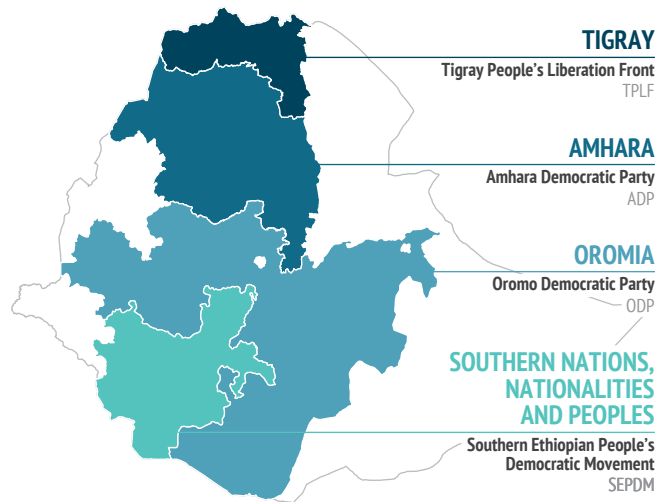 TIGRAY
Tigray People's Liberation Front
TPLF
AMHARA
Amhara Democratic Party
ADP
OROMIA
Oromo Democratic Party
ODP
SOUTHERN NATIONS,
NATIONALITIES
AND PEOPLES
Southern Ethiopian People's
Democratic Movement
SEPDM